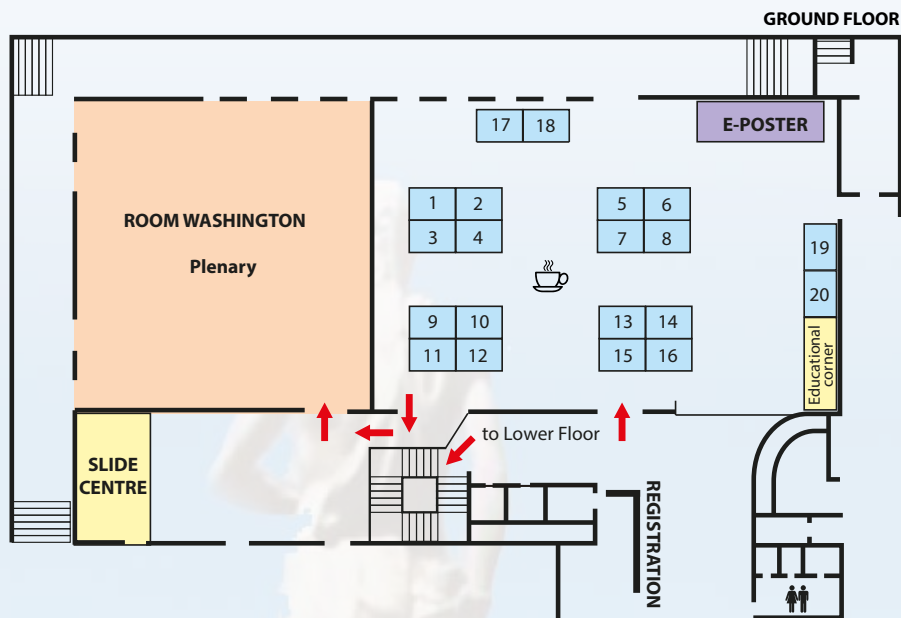 GROUND FLOOR
17 18
E-POSTER
1 2
3 4
5 6
7 8
ROOM WASHINGTON
Plenary
19
20
9 10
11 12
13 14
15 16
Educational
corner
to Lower Floor
SLIDE
CENTRE
REGISTRATION